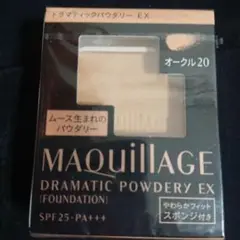 ドラマティックパウダリー EX
オークル20
ムース生まれの
パウダリー
MAQuillAGE
DRAMATIC POWDERY EX
(FOUNDATION)
SPF25・PA+++
やわらかフィット
スポンジ付き